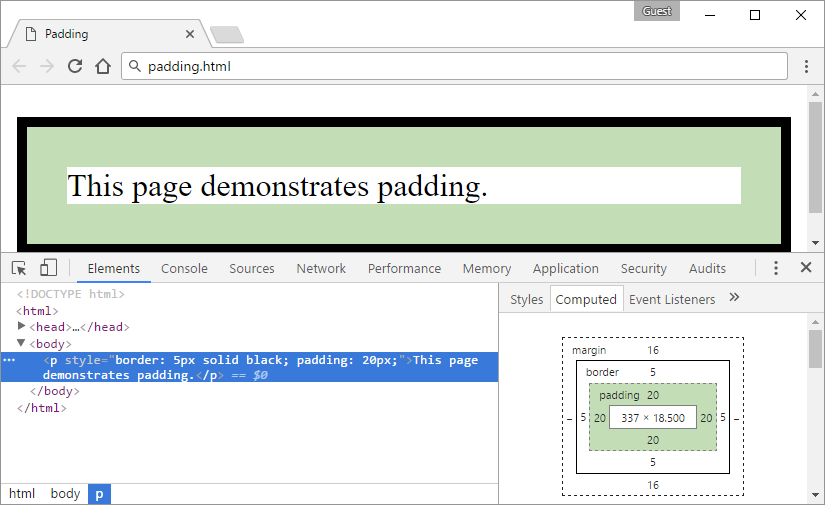 Guest
Padding
padding.html
This page demonstrates padding.
Elements Console Sources Network Performance Memory Application Security Audits
<!DOCTYPE html>
<html>
<head>…</head>
<body>
<p style="border: 5px solid black; padding: 20px;">This page
demonstrates padding.</p> == $0
</body>
</html>
html body p
Styles Computed Event Listeners »
margin 16
border 5
padding 20
– 5 20 337 × 18.500 20 5 –
20
5
16